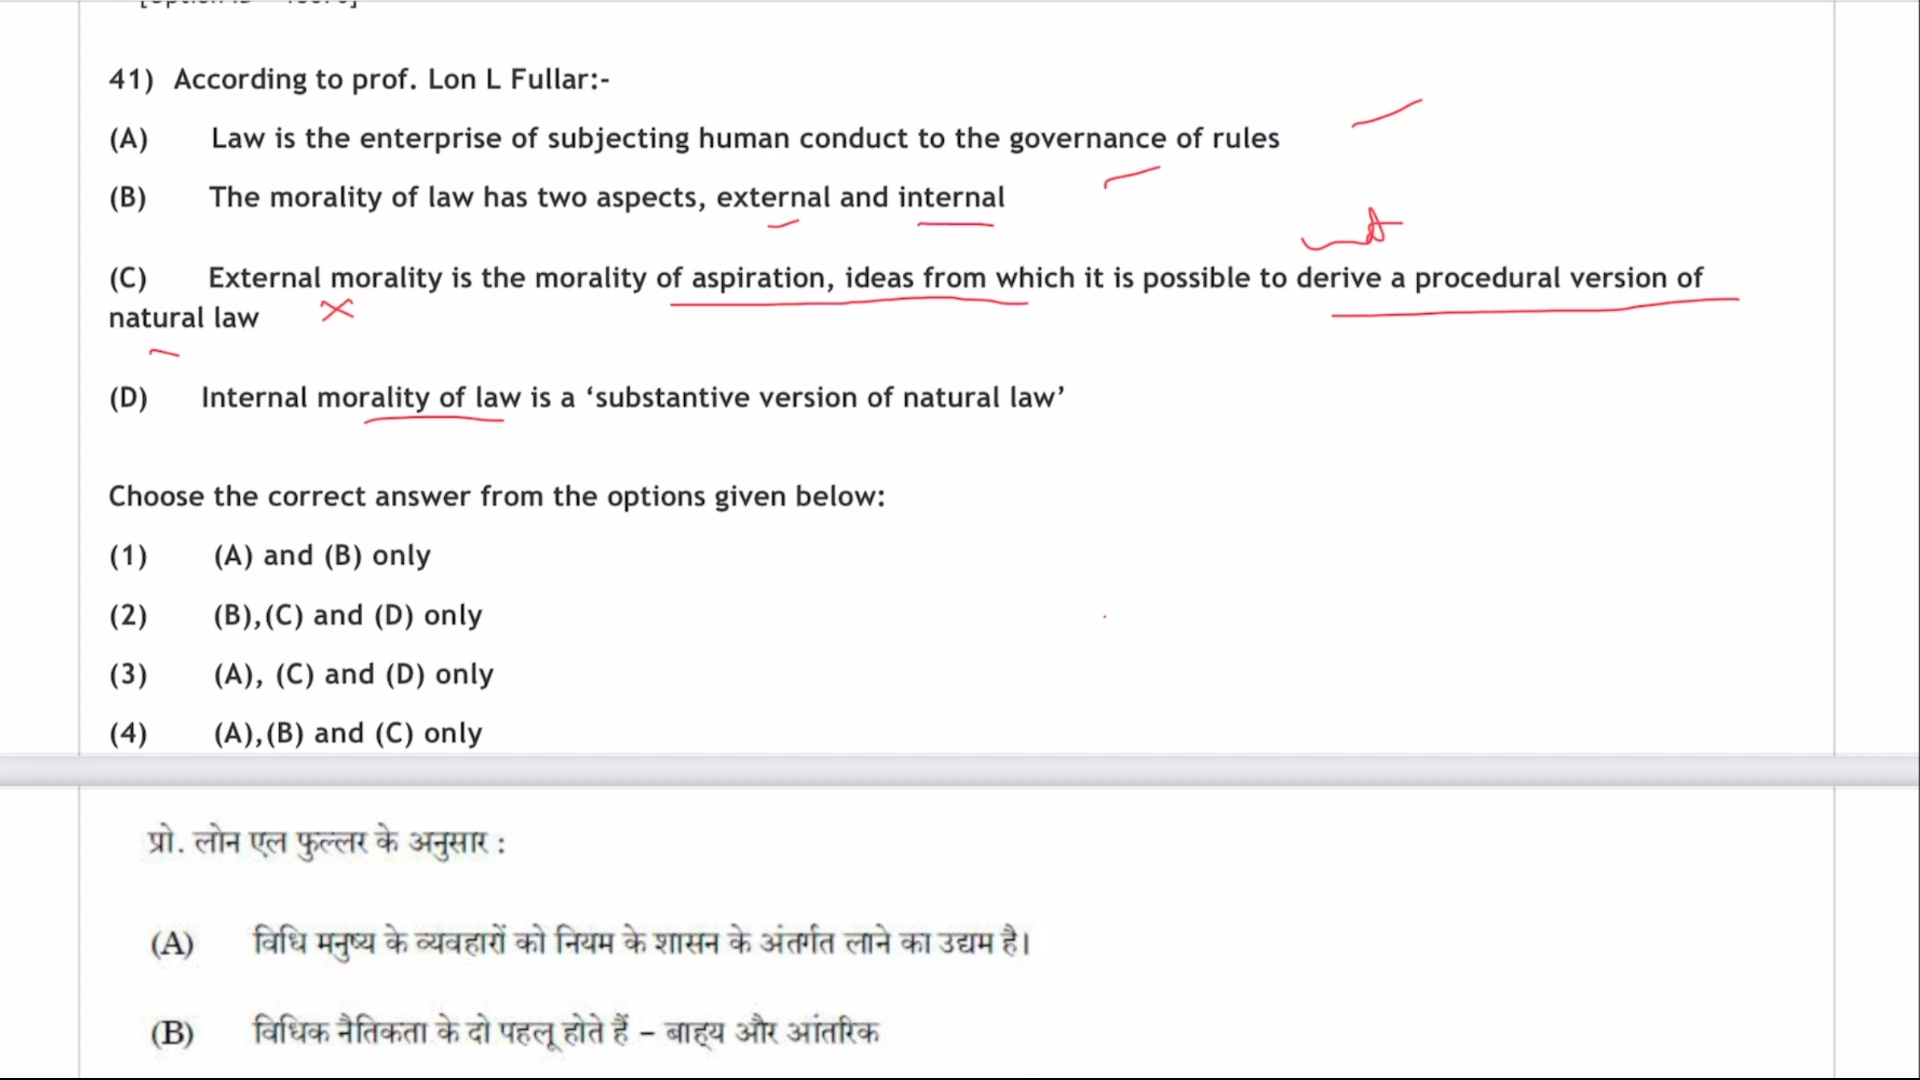 41) According to prof. Lon L Fullar:-
(A) Law is the enterprise of subjecting human conduct to the governance of rules
(B) The morality of law has two aspects, external and internal
(C) External morality is the morality of aspiration, ideas from which it is possible to derive a procedural version of
natural law
(D) Internal morality of law is a ‘substantive version of natural law’
Choose the correct answer from the options given below:
(1) (A) and (B) only
(2) (B),(C) and (D) only
(3) (A), (C) and (D) only
(4) (A),(B) and (C) only
प्रो. लोन एल फुल्लर के अनुसार :
(A) विधि मनुष्य के व्यवहारों को नियम के शासन के अंतर्गत लाने का उद्यम है।
(B) विधिक नैतिकता के दो पहलू होते हैं – बाह्य और आंतरिक